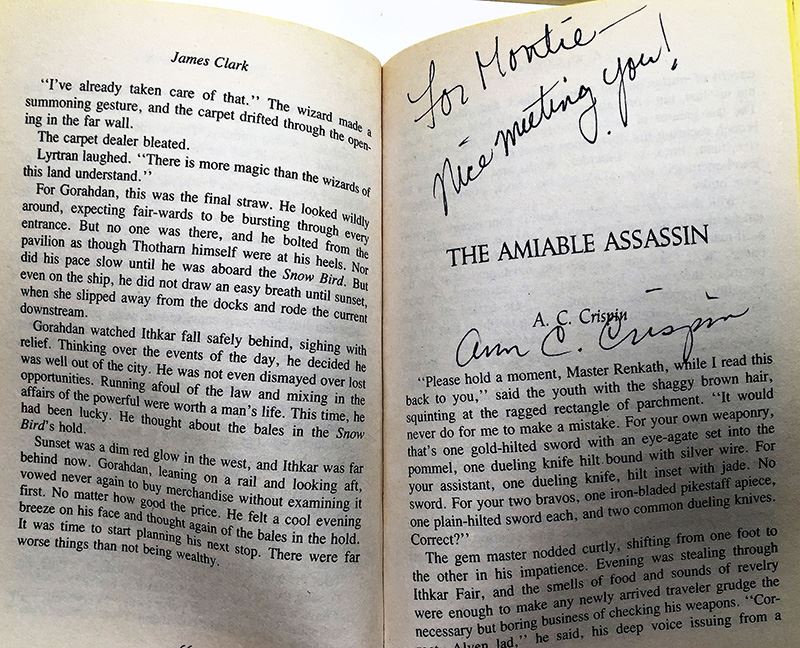 James Clark
"I've already taken care of that." The wizard made a
summoning gesture, and the carpet drifted through the open-
ing in the far wall.
The carpet dealer bleated.
Lyrtran laughed. "There is more magic than the wizards of
this land understand."
For Gorahdan, this was the final straw. He looked wildly
around, expecting fair-wards to be bursting through every
entrance. But no one was there, and he bolted from the
pavilion as though Thotharn himself were at his heels. Nor
did his pace slow until he was aboard the Snow Bird. But
even on the ship, he did not draw an easy breath until sunset,
when she slipped away from the docks and rode the current
downstream.
Gorahdan watched Ithkar fall safely behind, sighing with
relief. Thinking over the events of the day, he decided he
was well out of the city. He was not even dismayed over lost
opportunities. Running afoul of the law and mixing in the
affairs of the powerful were worth a man's life. This time, he
had been lucky. He thought about the bales in the Snow
Bird's hold.
Sunset was a dim red glow in the west, and Ithkar was far
behind now. Gorahdan, leaning on a rail and looking aft,
vowed never again to buy merchandise without examining it
first. No matter how good the price. He felt a cool evening
breeze on his face and thought again of the bales in the hold.
It was time to start planning his next stop. There were far
worse things than not being wealthy.
For Montie—
Nice meeting you!
THE AMIABLE ASSASSIN
A. C. Crispin
Ann C. Crispin
"Please hold a moment, Master Renkath, while I read this
back to you," said the youth with the shaggy brown hair,
squinting at the ragged rectangle of parchment. "It would
never do for me to make a mistake. For your own weaponry,
that's one gold-hilted sword with an eye-agate set into the
pommel, one dueling knife hilt bound with silver wire. For
your assistant, one dueling knife, hilt inset with jade. No
sword. For your two bravos, one iron-bladed pikestaff apiece,
one plain-hilted sword each, and two common dueling knives.
Correct?"
The gem master nodded curtly, shifting from one foot to
the other in his impatience. Evening was stealing through
Ithkar Fair, and the smells of food and sounds of revelry
were enough to make any newly arrived traveler grudge the
necessary but boring business of checking his weapons. "Cor-
Alven lad," he said, his deep voice issuing from a